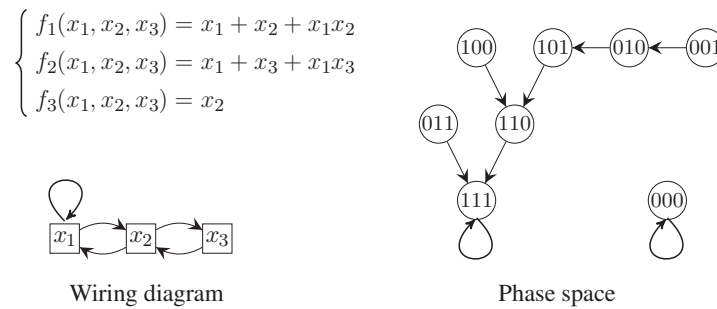 f₁(x₁, x₂, x₃) = x₁ + x₂ + x₁x₂
f₂(x₁, x₂, x₃) = x₁ + x₃ + x₁x₃
f₃(x₁, x₂, x₃) = x₂
100 101 010 001
011 110
111 000
x₁ x₂ x₃
Wiring diagram Phase space